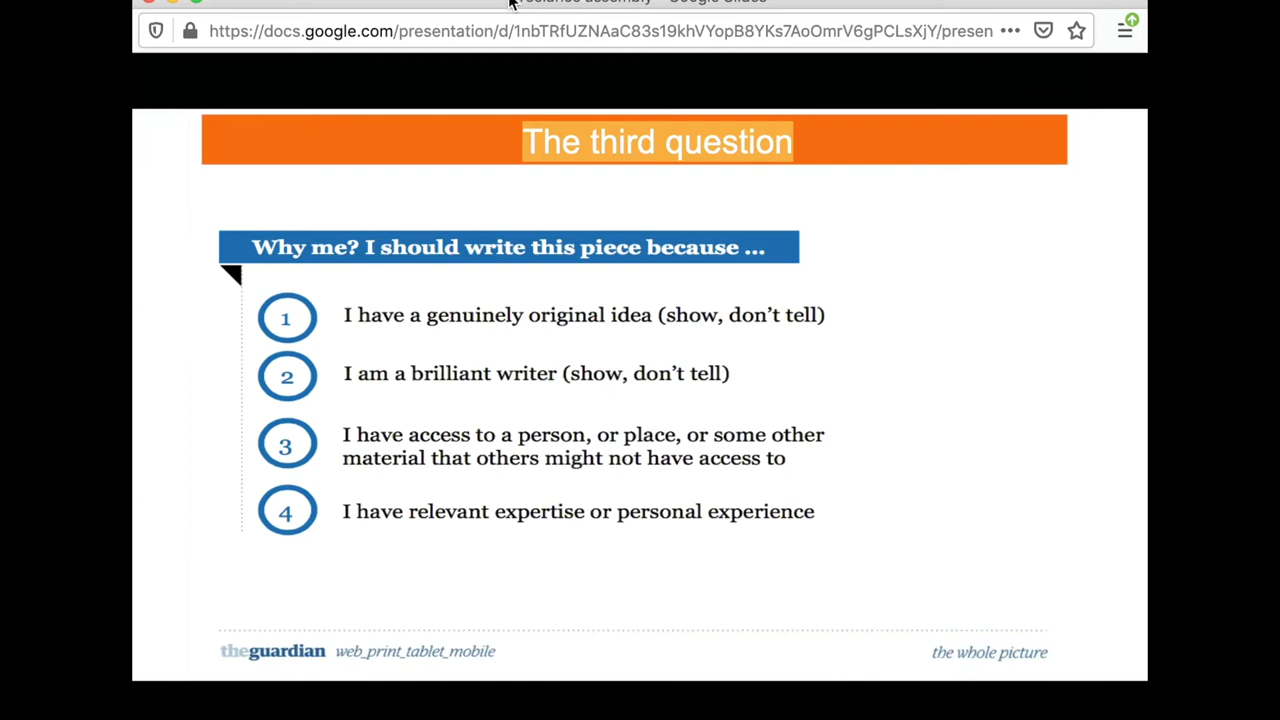 https://docs.google.com/presentation/d/1nbTRfUZNAaC83s19khVYopB8YKs7AoOmrV6gPCLsXjY/presen
The third question
Why me? I should write this piece because ...
1 I have a genuinely original idea (show, don’t tell)
2 I am a brilliant writer (show, don’t tell)
3 I have access to a person, or place, or some other
material that others might not have access to
4 I have relevant expertise or personal experience
theguardian web_print_tablet_mobile
the whole picture